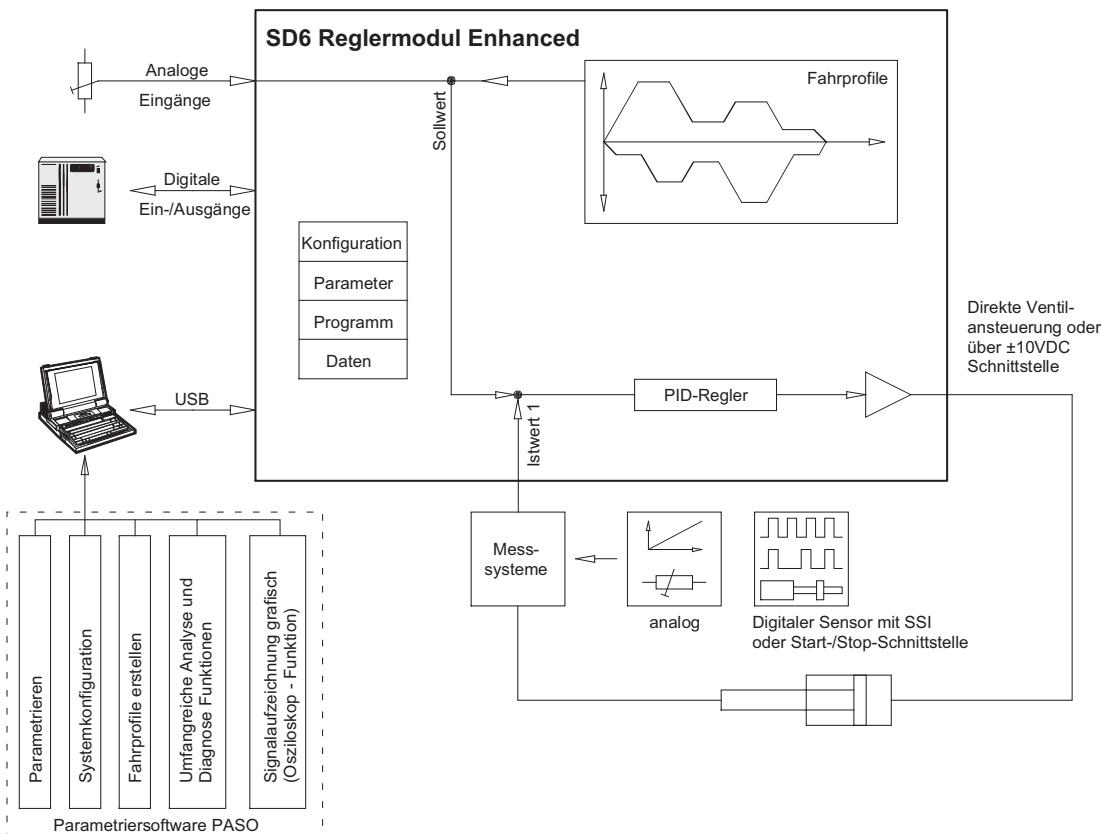 SD6 Reglermodul Enhanced
Analoge
Eingänge
Fahrprofile
Sollwert
Digitale
Ein-/Ausgänge
Konfiguration
Parameter
Programm
Daten
Direkte Ventil-
ansteuerung oder
über ±10VDC
Schnittstelle
USB
PID-Regler
Istwert 1
Mess-
systeme
analog
Digitaler Sensor mit SSI
oder Start-/Stop-Schnittstelle
Parametrieren
Systemkonfiguration
Fahrprofile erstellen
Umfangreiche Analyse und
Diagnose Funktionen
Signalaufzeichnung grafisch
(Osziloskop - Funktion)
Parametriersoftware PASO